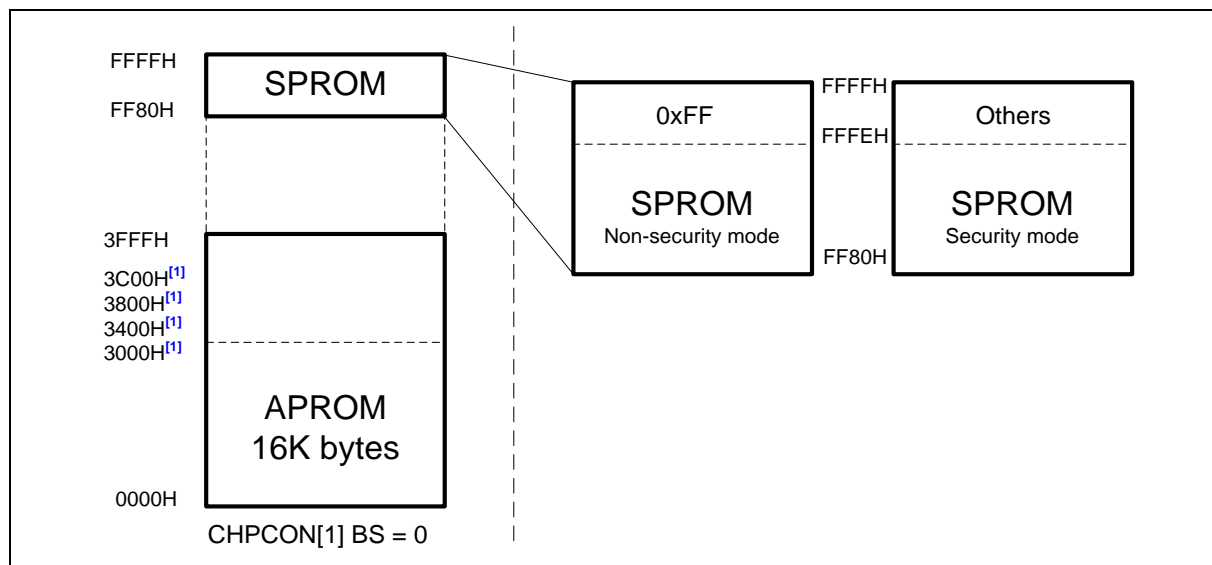 FFFFH
SPROM
FF80H
3FFFH
3C00H[1]
3800H[1]
3400H[1]
3000H[1]
APROM
16K bytes
0000H
CHPCON[1] BS = 0
0xFF
SPROM
Non-security mode
FFFFH
FFFEH
FF80H
Others
SPROM
Security mode